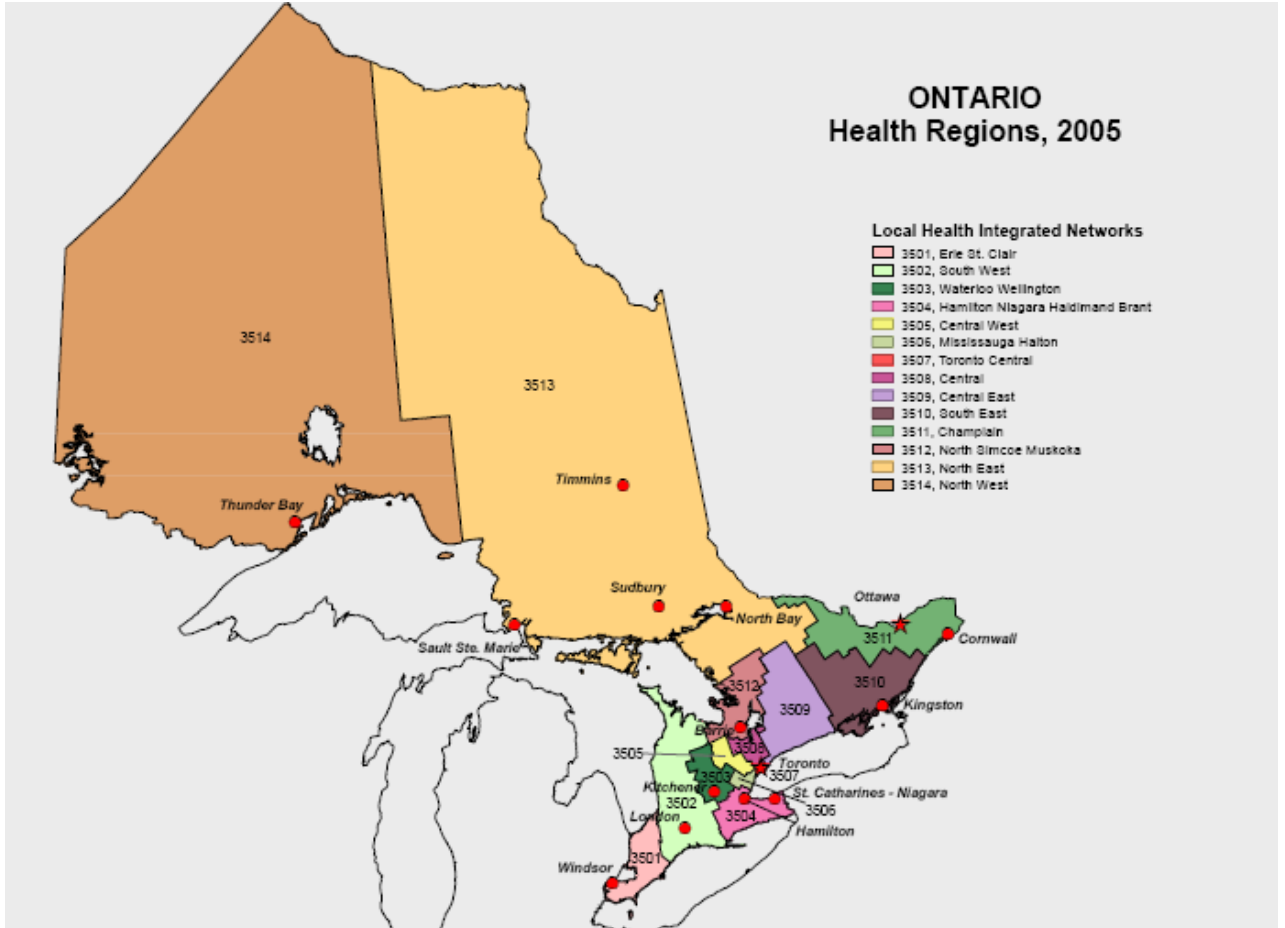 ONTARIO
Health Regions, 2005
Local Health Integrated Networks
3501, Erie St. Clair
3502, South West
3503, Waterloo Wellington
3504, Hamilton Niagara Haldimand Brant
3505, Central West
3506, Mississauga Halton
3507, Toronto Central
3508, Central
3509, Central East
3510, South East
3511, Champlain
3512, North Simcoe Muskoka
3513, North East
3514, North West
3514
3513
Timmins
Thunder Bay
Sudbury
North Bay
Ottawa
3511
Cornwall
Sault Ste. Marie
3512
3510
3509
Kingston
Barrie
3508
3505
Toronto
3503
3507
Kitchener
St. Catharines - Niagara
3502
3506
London
3504
Hamilton
3501
Windsor